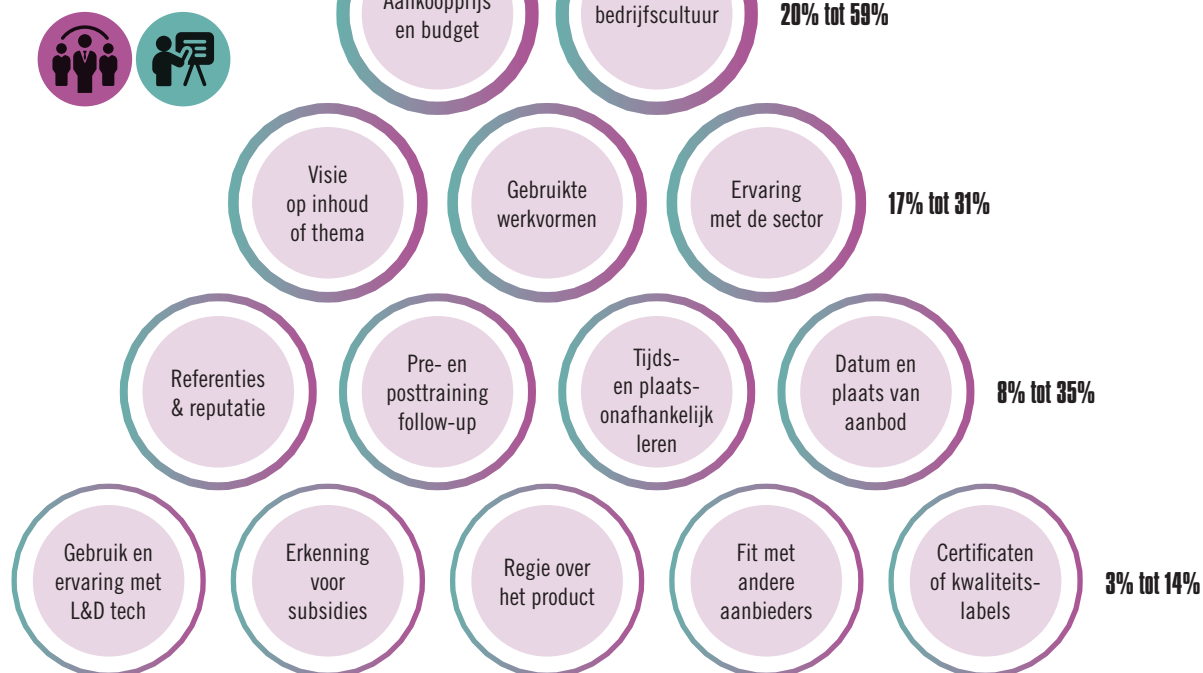 Aankoopprijs
en budget
bedrijfscultuur
20% tot 59%
Visie
op inhoud
of thema
Gebruikte
werkvormen
Ervaring
met de sector
17% tot 31%
Referenties
& reputatie
Pre- en
posttraining
follow-up
Tijds-
en plaats-
onafhankelijk
leren
Datum en
plaats van
aanbod
8% tot 35%
Gebruik en
ervaring met
L&D tech
Erkenning
voor
subsidies
Regie over
het product
Fit met
andere
aanbieders
Certificaten
of kwaliteits-
labels
3% tot 14%